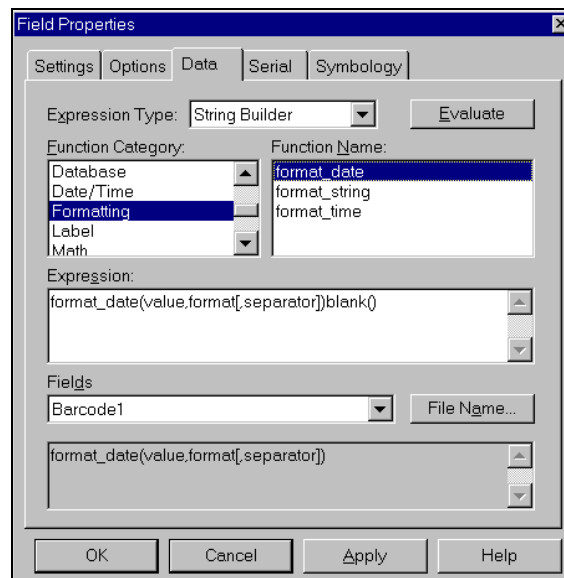 Field Properties
Settings Options Data Serial Symbology
Expression Type: String Builder Evaluate
Function Category: Function Name:
Database format_date
Date/Time format_string
Formatting format_time
Label
Math
Expression:
format_date(value,format[,separator])blank()
Fields
Barcode1 File Name...
format_date(value,format[,separator])
OK Cancel Apply Help